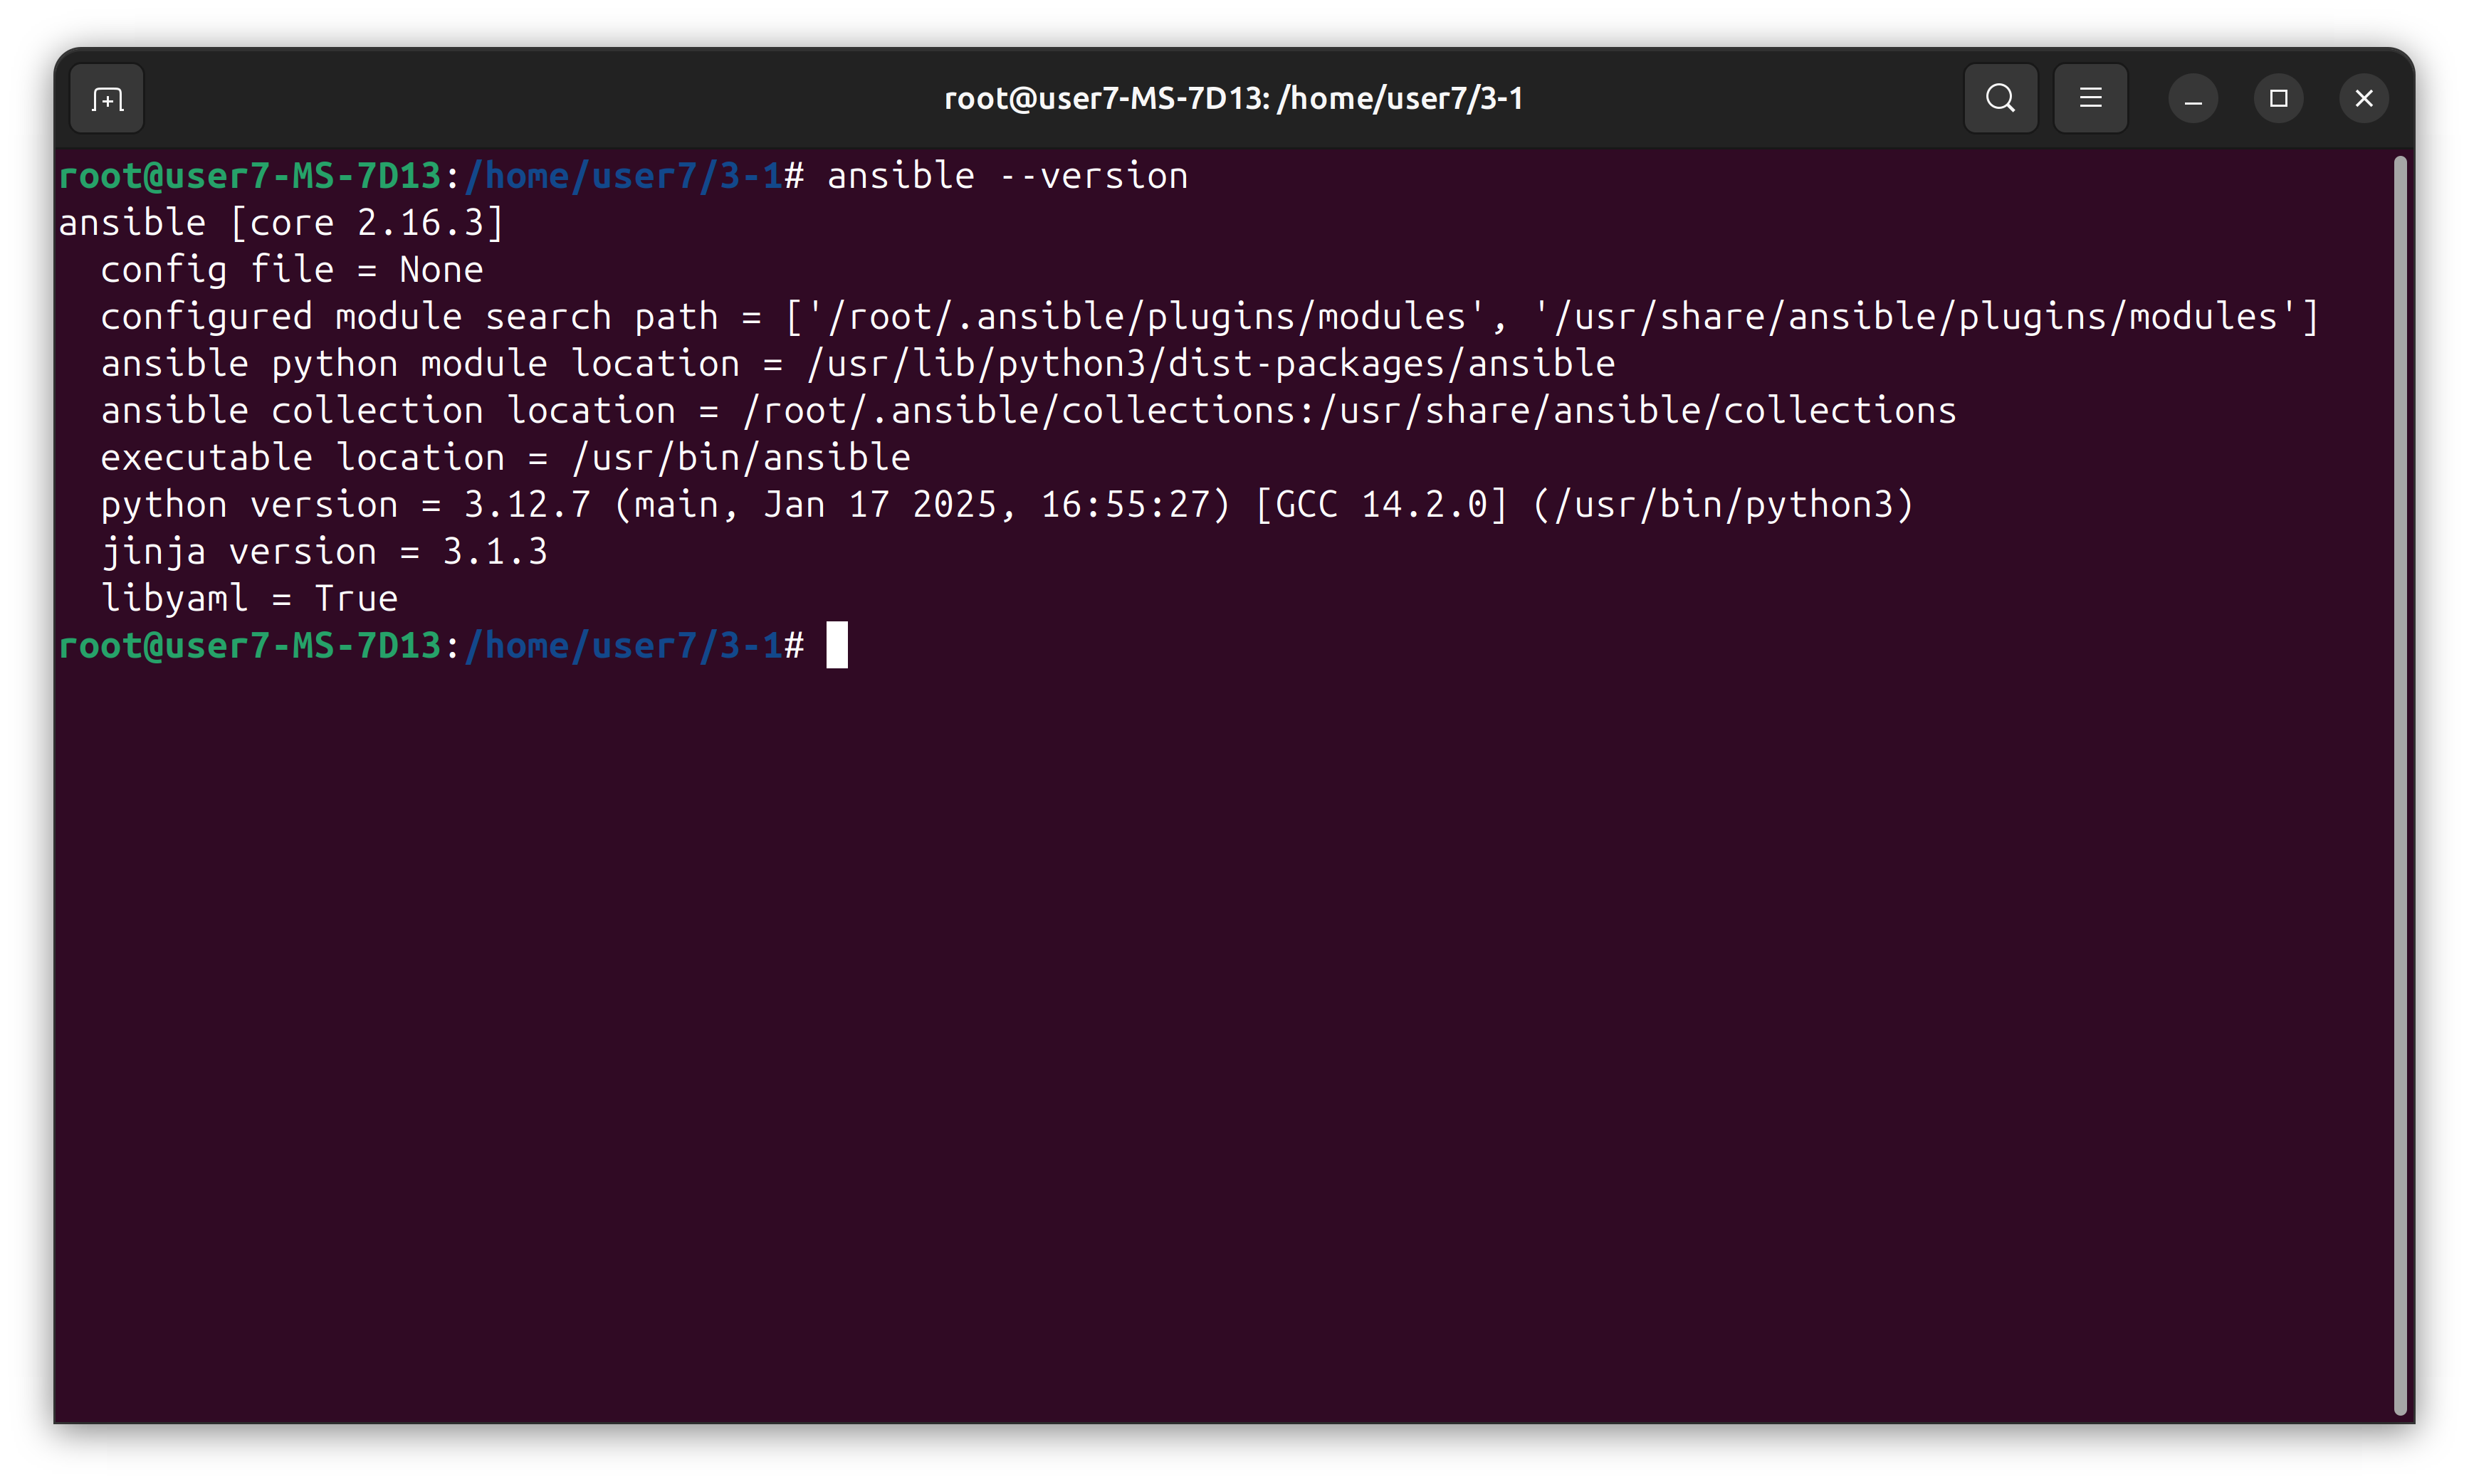 root@user7-MS-7D13: /home/user7/3-1
root@user7-MS-7D13:/home/user7/3-1# ansible --version
ansible [core 2.16.3]
  config file = None
  configured module search path = ['/root/.ansible/plugins/modules', '/usr/share/ansible/plugins/modules']
  ansible python module location = /usr/lib/python3/dist-packages/ansible
  ansible collection location = /root/.ansible/collections:/usr/share/ansible/collections
  executable location = /usr/bin/ansible
  python version = 3.12.7 (main, Jan 17 2025, 16:55:27) [GCC 14.2.0] (/usr/bin/python3)
  jinja version = 3.1.3
  libyaml = True
root@user7-MS-7D13:/home/user7/3-1#